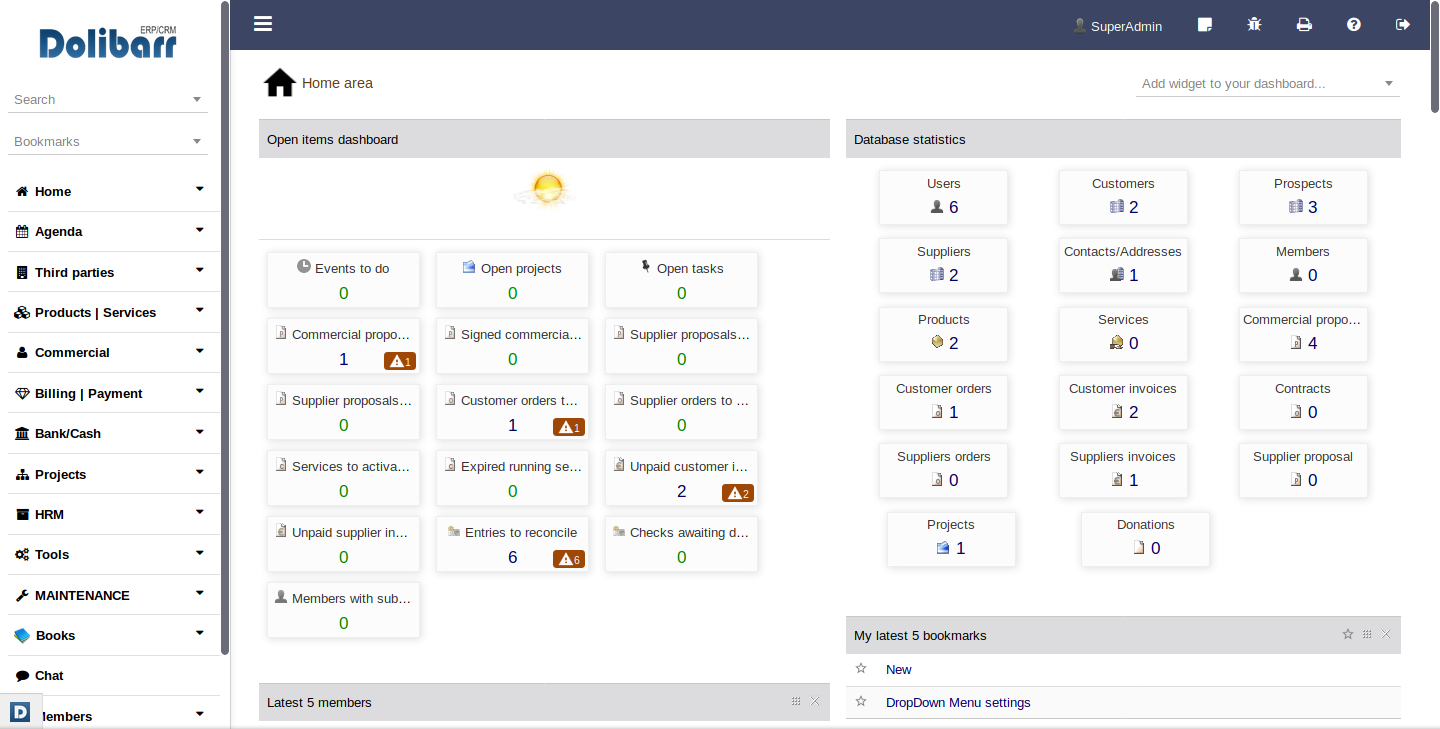 Dolibarr ERP/CRM
Search
Bookmarks
Home
Agenda
Third parties
Products | Services
Commercial
Billing | Payment
Bank/Cash
Projects
HRM
Tools
MAINTENANCE
Books
Chat
Members
SuperAdmin
Home area
Add widget to your dashboard...
Open items dashboard
Events to do
0
Open projects
0
Open tasks
0
Commercial propo...
1
1
Signed commercia...
0
Supplier proposals...
0
Supplier proposals...
0
Customer orders t...
1
1
Supplier orders to ...
0
Services to activa...
0
Expired running se...
0
Unpaid customer i...
2
2
Unpaid supplier in...
0
Entries to reconcile
6
6
Checks awaiting d...
0
Members with sub...
0
Latest 5 members
Database statistics
Users
6
Customers
2
Prospects
3
Suppliers
2
Contacts/Addresses
1
Members
0
Products
2
Services
0
Commercial propo...
4
Customer orders
1
Customer invoices
2
Contracts
0
Suppliers orders
0
Suppliers invoices
1
Supplier proposal
0
Projects
1
Donations
0
My latest 5 bookmarks
New
DropDown Menu settings